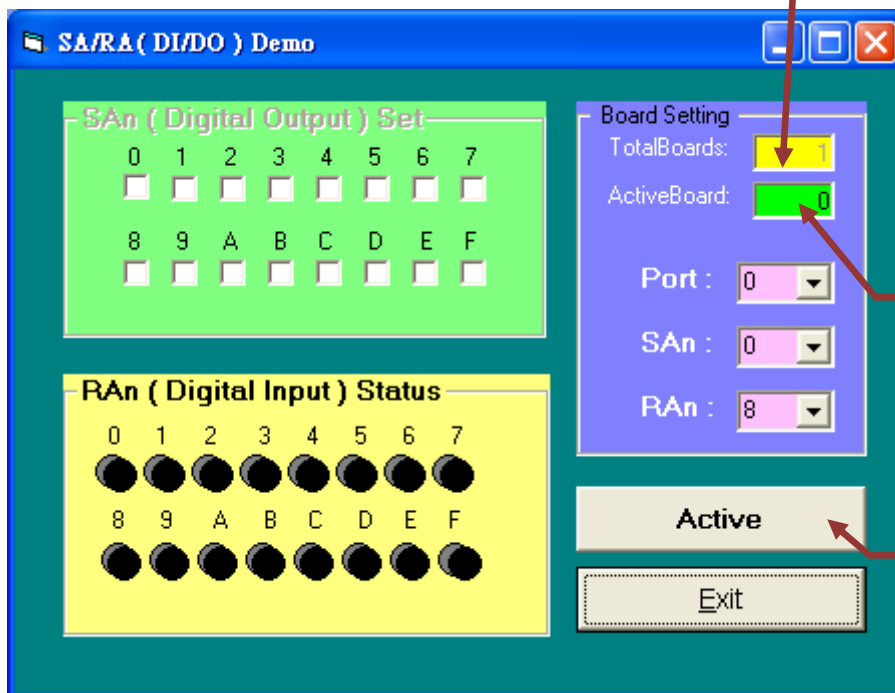 SA/RA( DI/DO ) Demo
SAn ( Digital Output ) Set
0 1 2 3 4 5 6 7
8 9 A B C D E F
RAn ( Digital Input ) Status
0 1 2 3 4 5 6 7
8 9 A B C D E F
Board Setting
TotalBoards: 1
ActiveBoard: 0
Port : 0
SAn : 0
RAn : 8
Active
Exit